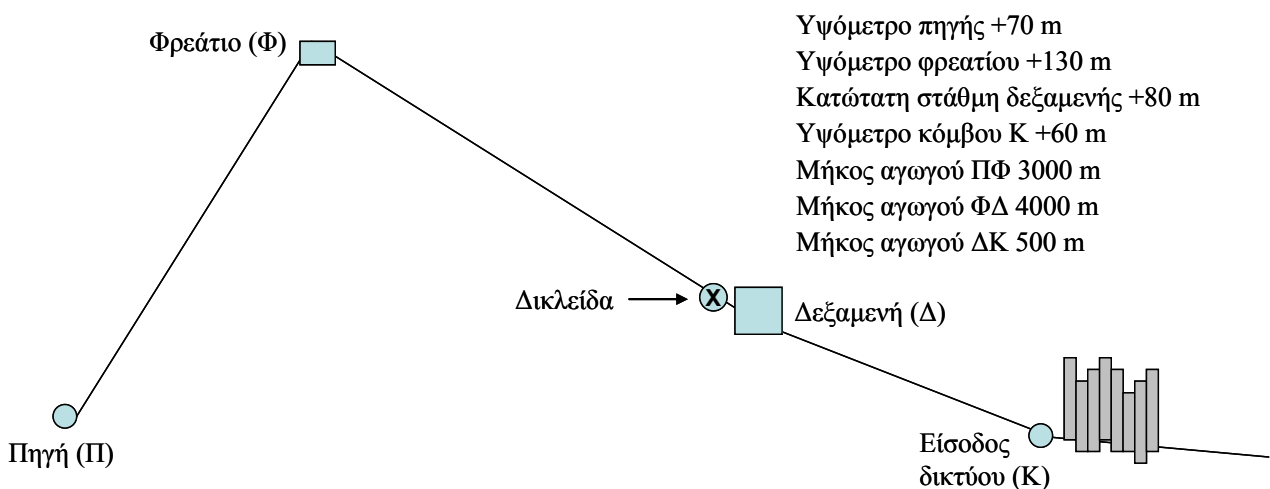 Φρεάτιο (Φ)
Υψόμετρο πηγής +70 m
Υψόμετρο φρεατίου +130 m
Κατώτατη στάθμη δεξαμενής +80 m
Υψόμετρο κόμβου Κ +60 m
Μήκος αγωγού ΠΦ 3000 m
Μήκος αγωγού ΦΔ 4000 m
Μήκος αγωγού ΔΚ 500 m
Δικλείδα
X
Δεξαμενή (Δ)
Πηγή (Π)
Είσοδος
δικτύου (Κ)